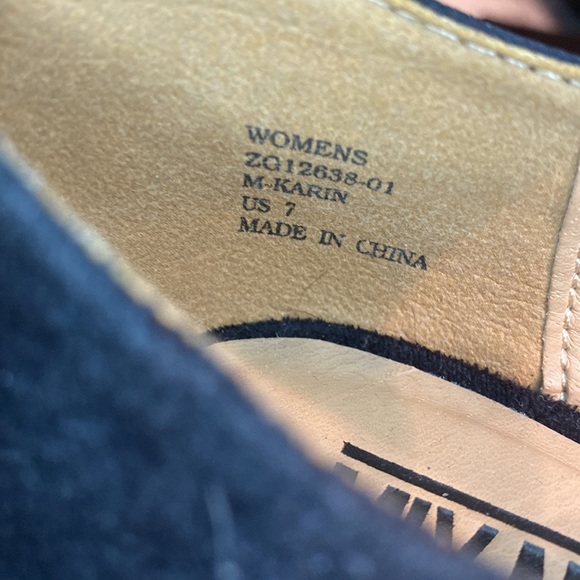 WOMENS
ZG12638-01
M-KARIN
US 7
MADE IN CHINA